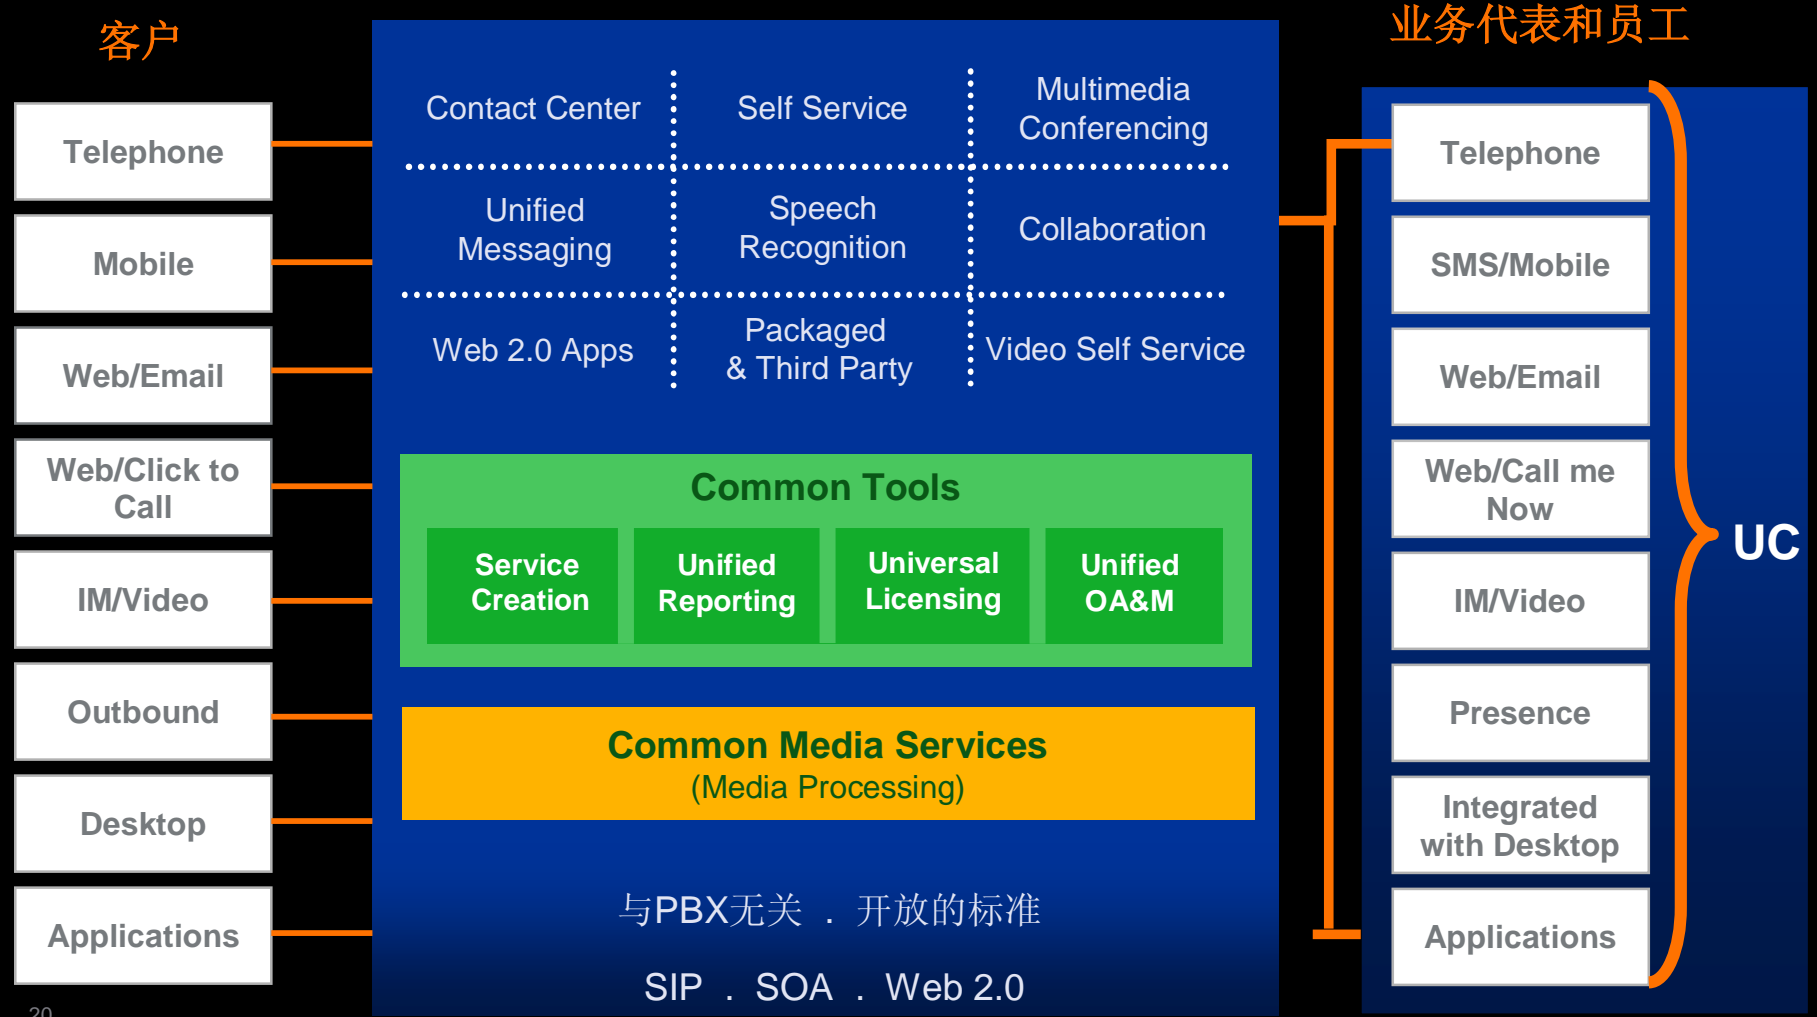 客户
Telephone
Mobile
Web/Email
Web/Click to
Call
IM/Video
Outbound
Desktop
Applications
Contact Center
Self Service
Multimedia
Conferencing
Unified
Messaging
Speech
Recognition
Collaboration
Web 2.0 Apps
Packaged
& Third Party
Video Self Service
Common Tools
Service
Creation
Unified
Reporting
Universal
Licensing
Unified
OA&M
Common Media Services
(Media Processing)
与PBX无关 . 开放的标准
SIP . SOA . Web 2.0
业务代表和员工
Telephone
SMS/Mobile
Web/Email
Web/Call me
Now
IM/Video
Presence
Integrated
with Desktop
Applications
UC
20